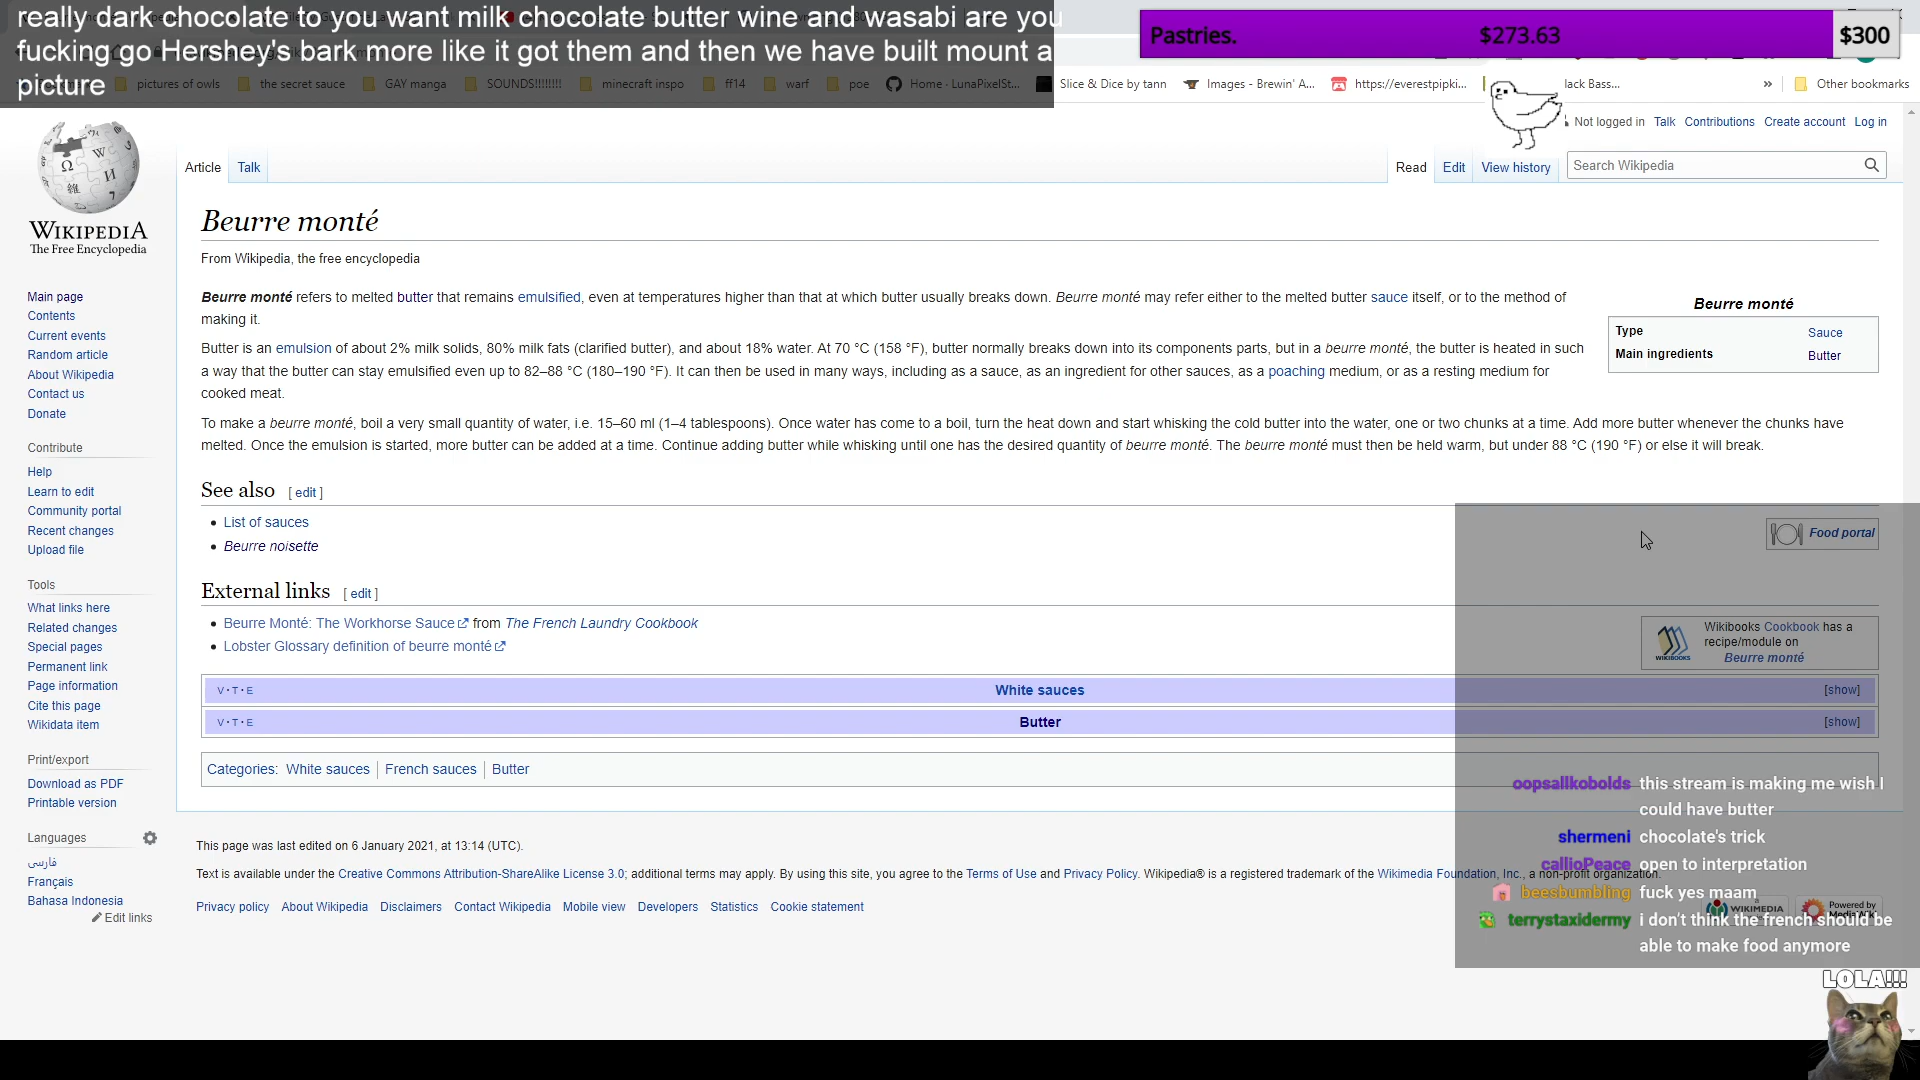 really dark chocolate to you want milk chocolate butter wine and wasabi are you
fucking go Hershey's bark more like it got them and then we have built mount a
picture
Pastries.
$273.63
$300
pictures of owls
the secret sauce
GAY manga
SOUNDS!!!!!!!!
minecraft inspo
ff14
warf
poe
Home · LunaPixelSt...
Slice & Dice by tann
Images - Brewin' A...
https://everestpipki...
lack Bass...
»
Other bookmarks
Not logged in
Talk
Contributions
Create account
Log in
WIKIPEDIA
The Free Encyclopedia
Article
Talk
Read
Edit
View history
Search Wikipedia
Beurre monté
From Wikipedia, the free encyclopedia
Beurre monté refers to melted butter that remains emulsified, even at temperatures higher than that at which butter usually breaks down. Beurre monté may refer either to the melted butter sauce itself, or to the method of
making it.
Butter is an emulsion of about 2% milk solids, 80% milk fats (clarified butter), and about 18% water. At 70 °C (158 °F), butter normally breaks down into its components parts, but in a beurre monté, the butter is heated in such
a way that the butter can stay emulsified even up to 82–88 °C (180–190 °F). It can then be used in many ways, including as a sauce, as an ingredient for other sauces, as a poaching medium, or as a resting medium for
cooked meat.
To make a beurre monté, boil a very small quantity of water, i.e. 15–60 ml (1–4 tablespoons). Once water has come to a boil, turn the heat down and start whisking the cold butter into the water, one or two chunks at a time. Add more butter whenever the chunks have
melted. Once the emulsion is started, more butter can be added at a time. Continue adding butter while whisking until one has the desired quantity of beurre monté. The beurre monté must then be held warm, but under 88 °C (190 °F) or else it will break.
Beurre monté
Type Sauce
Main ingredients Butter
See also [ edit ]
• List of sauces
• Beurre noisette
Food portal
External links [ edit ]
• Beurre Monté: The Workhorse Sauce from The French Laundry Cookbook
• Lobster Glossary definition of beurre monté
WIKIBOOKS
Wikibooks Cookbook has a
recipe/module on
Beurre monté
V·T·E White sauces [show]
V·T·E Butter [show]
Categories: White sauces | French sauces | Butter
This page was last edited on 6 January 2021, at 13:14 (UTC).
Text is available under the Creative Commons Attribution-ShareAlike License 3.0; additional terms may apply. By using this site, you agree to the Terms of Use and Privacy Policy. Wikipedia® is a registered trademark of the Wikimedia Foundation, Inc., a non-profit organization.
Privacy policy
About Wikipedia
Disclaimers
Contact Wikipedia
Mobile view
Developers
Statistics
Cookie statement
WIKIMEDIA
Powered by
MediaWiki
Main page
Contents
Current events
Random article
About Wikipedia
Contact us
Donate
Contribute
Help
Learn to edit
Community portal
Recent changes
Upload file
Tools
What links here
Related changes
Special pages
Permanent link
Page information
Cite this page
Wikidata item
Print/export
Download as PDF
Printable version
Languages
فارسی
Français
Bahasa Indonesia
Edit links
oopsallkobolds this stream is making me wish I
could have butter
shermeni chocolate's trick
callioPeace open to interpretation
beesbumbling fuck yes maam
terrystaxidermy i don't think the french should be
able to make food anymore
LOLA!!!